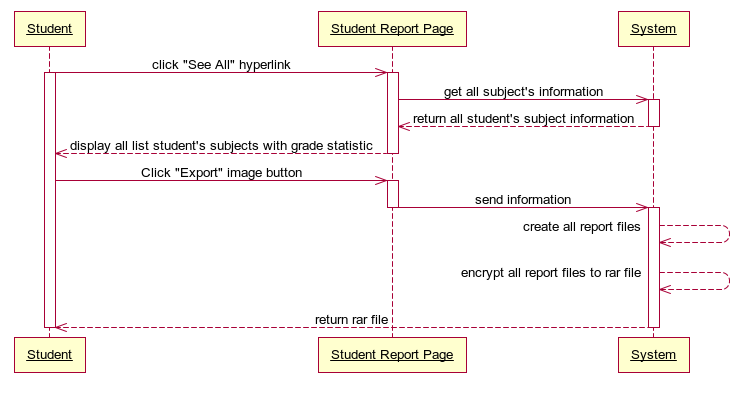 Student
Student Report Page
System
click "See All" hyperlink
get all subject's information
return all student's subject information
display all list student's subjects with grade statistic
Click "Export" image button
send information
create all report files
encrypt all report files to rar file
return rar file
Student
Student Report Page
System